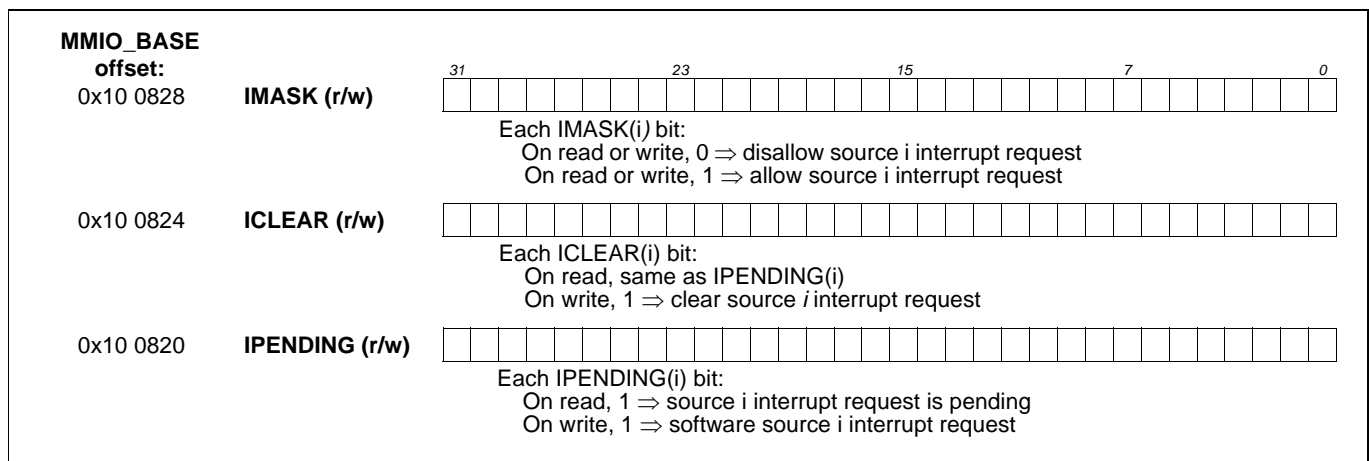 MMIO_BASE
offset:
31 23 15 7 0
0x10 0828 IMASK (r/w)
Each IMASK(i) bit:
On read or write, 0 ⇒ disallow source i interrupt request
On read or write, 1 ⇒ allow source i interrupt request
0x10 0824 ICLEAR (r/w)
Each ICLEAR(i) bit:
On read, same as IPENDING(i)
On write, 1 ⇒ clear source i interrupt request
0x10 0820 IPENDING (r/w)
Each IPENDING(i) bit:
On read, 1 ⇒ source i interrupt request is pending
On write, 1 ⇒ software source i interrupt request